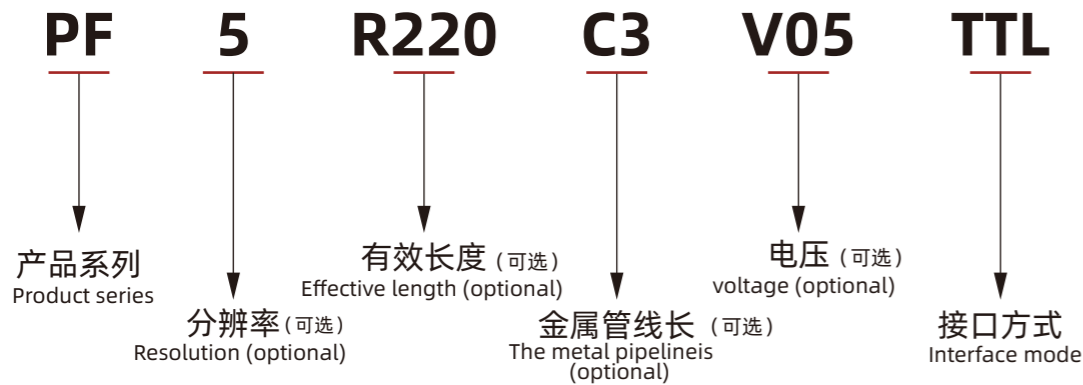 PF 5 R220 C3 V05 TTL
产品系列
Product series
分辨率(可选)
Resolution (optional)
有效长度 (可选)
Effective length (optional)
金属管线长 (可选)
The metal pipelineis
(optional)
电压 (可选)
voltage (optional)
接口方式
Interface mode